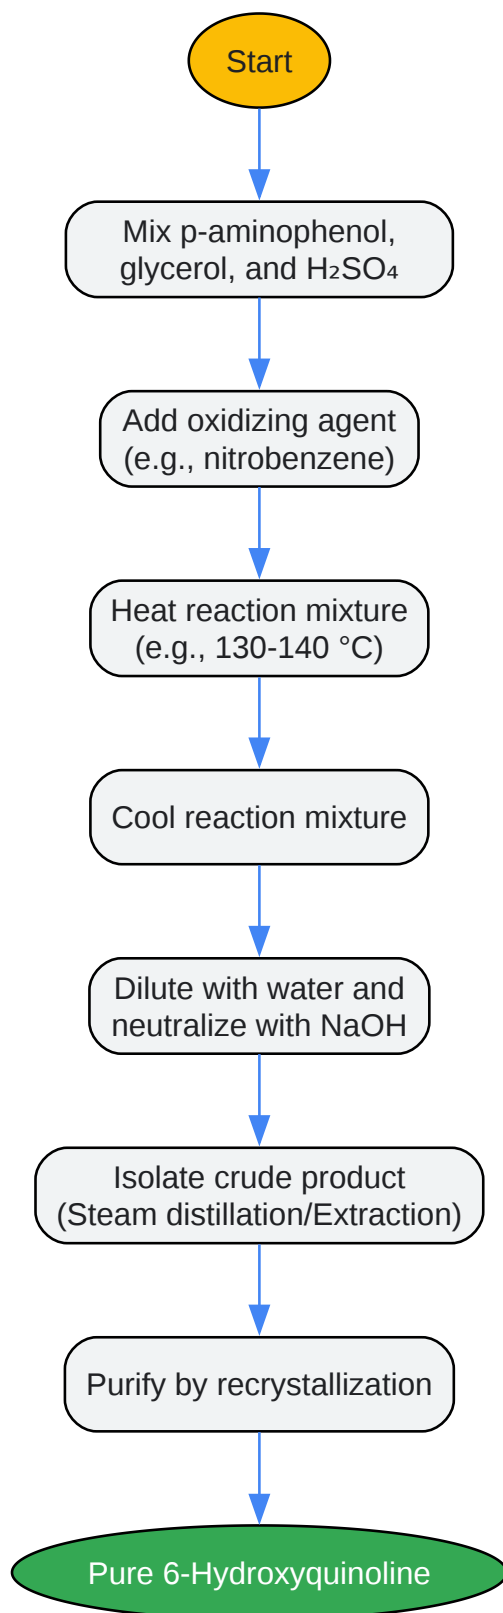 Start
Mix p-aminophenol,
glycerol, and H₂SO₄
Add oxidizing agent
(e.g., nitrobenzene)
Heat reaction mixture
(e.g., 130-140 °C)
Cool reaction mixture
Dilute with water and
neutralize with NaOH
Isolate crude product
(Steam distillation/Extraction)
Purify by recrystallization
Pure 6-Hydroxyquinoline